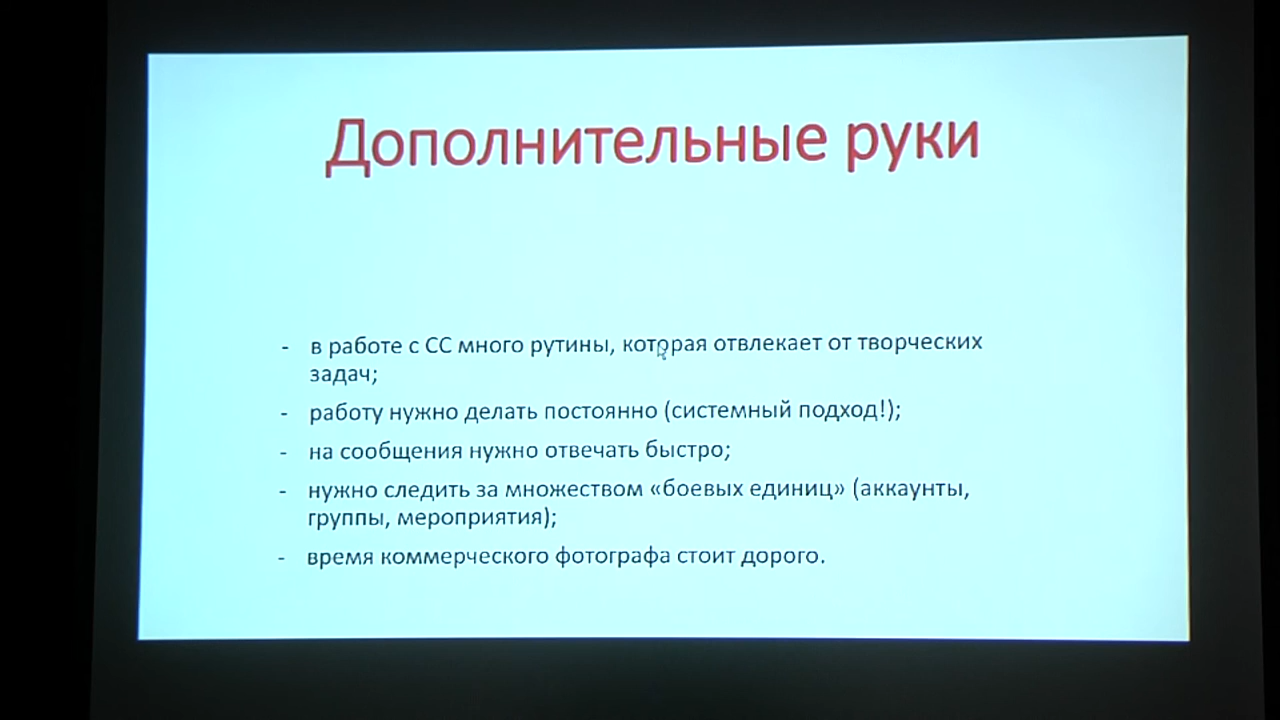 Дополнительные руки
- в работе с СС много рутины, которая отвлекает от творческих
задач;
- работу нужно делать постоянно (системный подход!);
- на сообщения нужно отвечать быстро;
- нужно следить за множеством «боевых единиц» (аккаунты,
группы, мероприятия);
- время коммерческого фотографа стоит дорого.